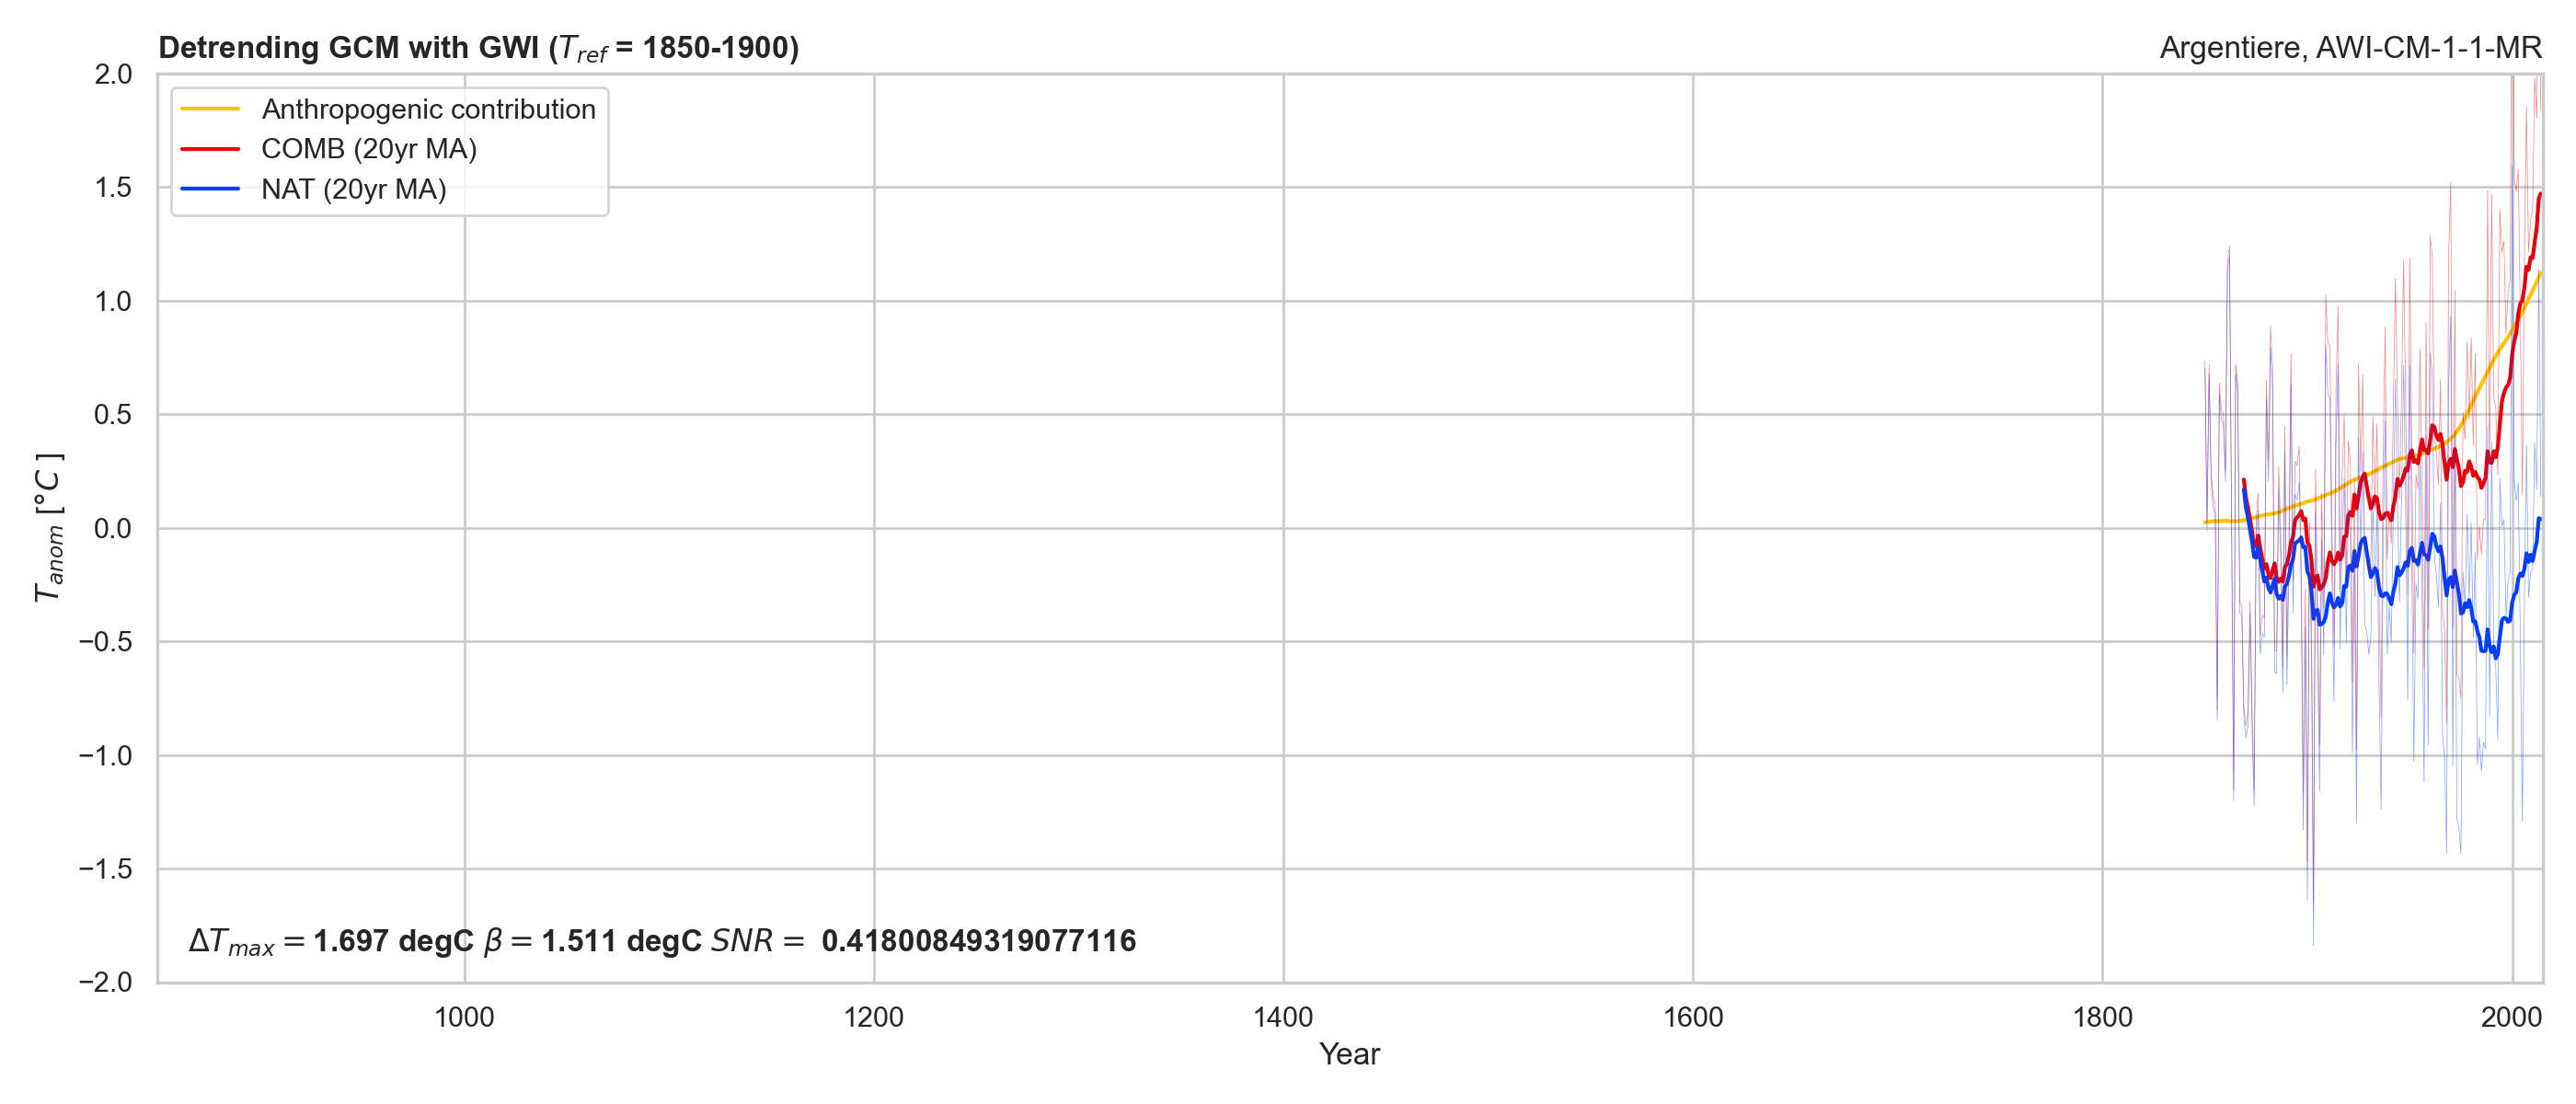 Detrending GCM with GWI (T_ref = 1850-1900)
Argentiere, AWI-CM-1-1-MR
Anthropogenic contribution
COMB (20yr MA)
NAT (20yr MA)
2.0
1.5
1.0
0.5
0.0
−0.5
−1.0
−1.5
−2.0
T_anom [°C ]
ΔT_max = 1.697 degC β = 1.511 degC SNR = 0.41800849319077116
1000 1200 1400 1600 1800 2000
Year